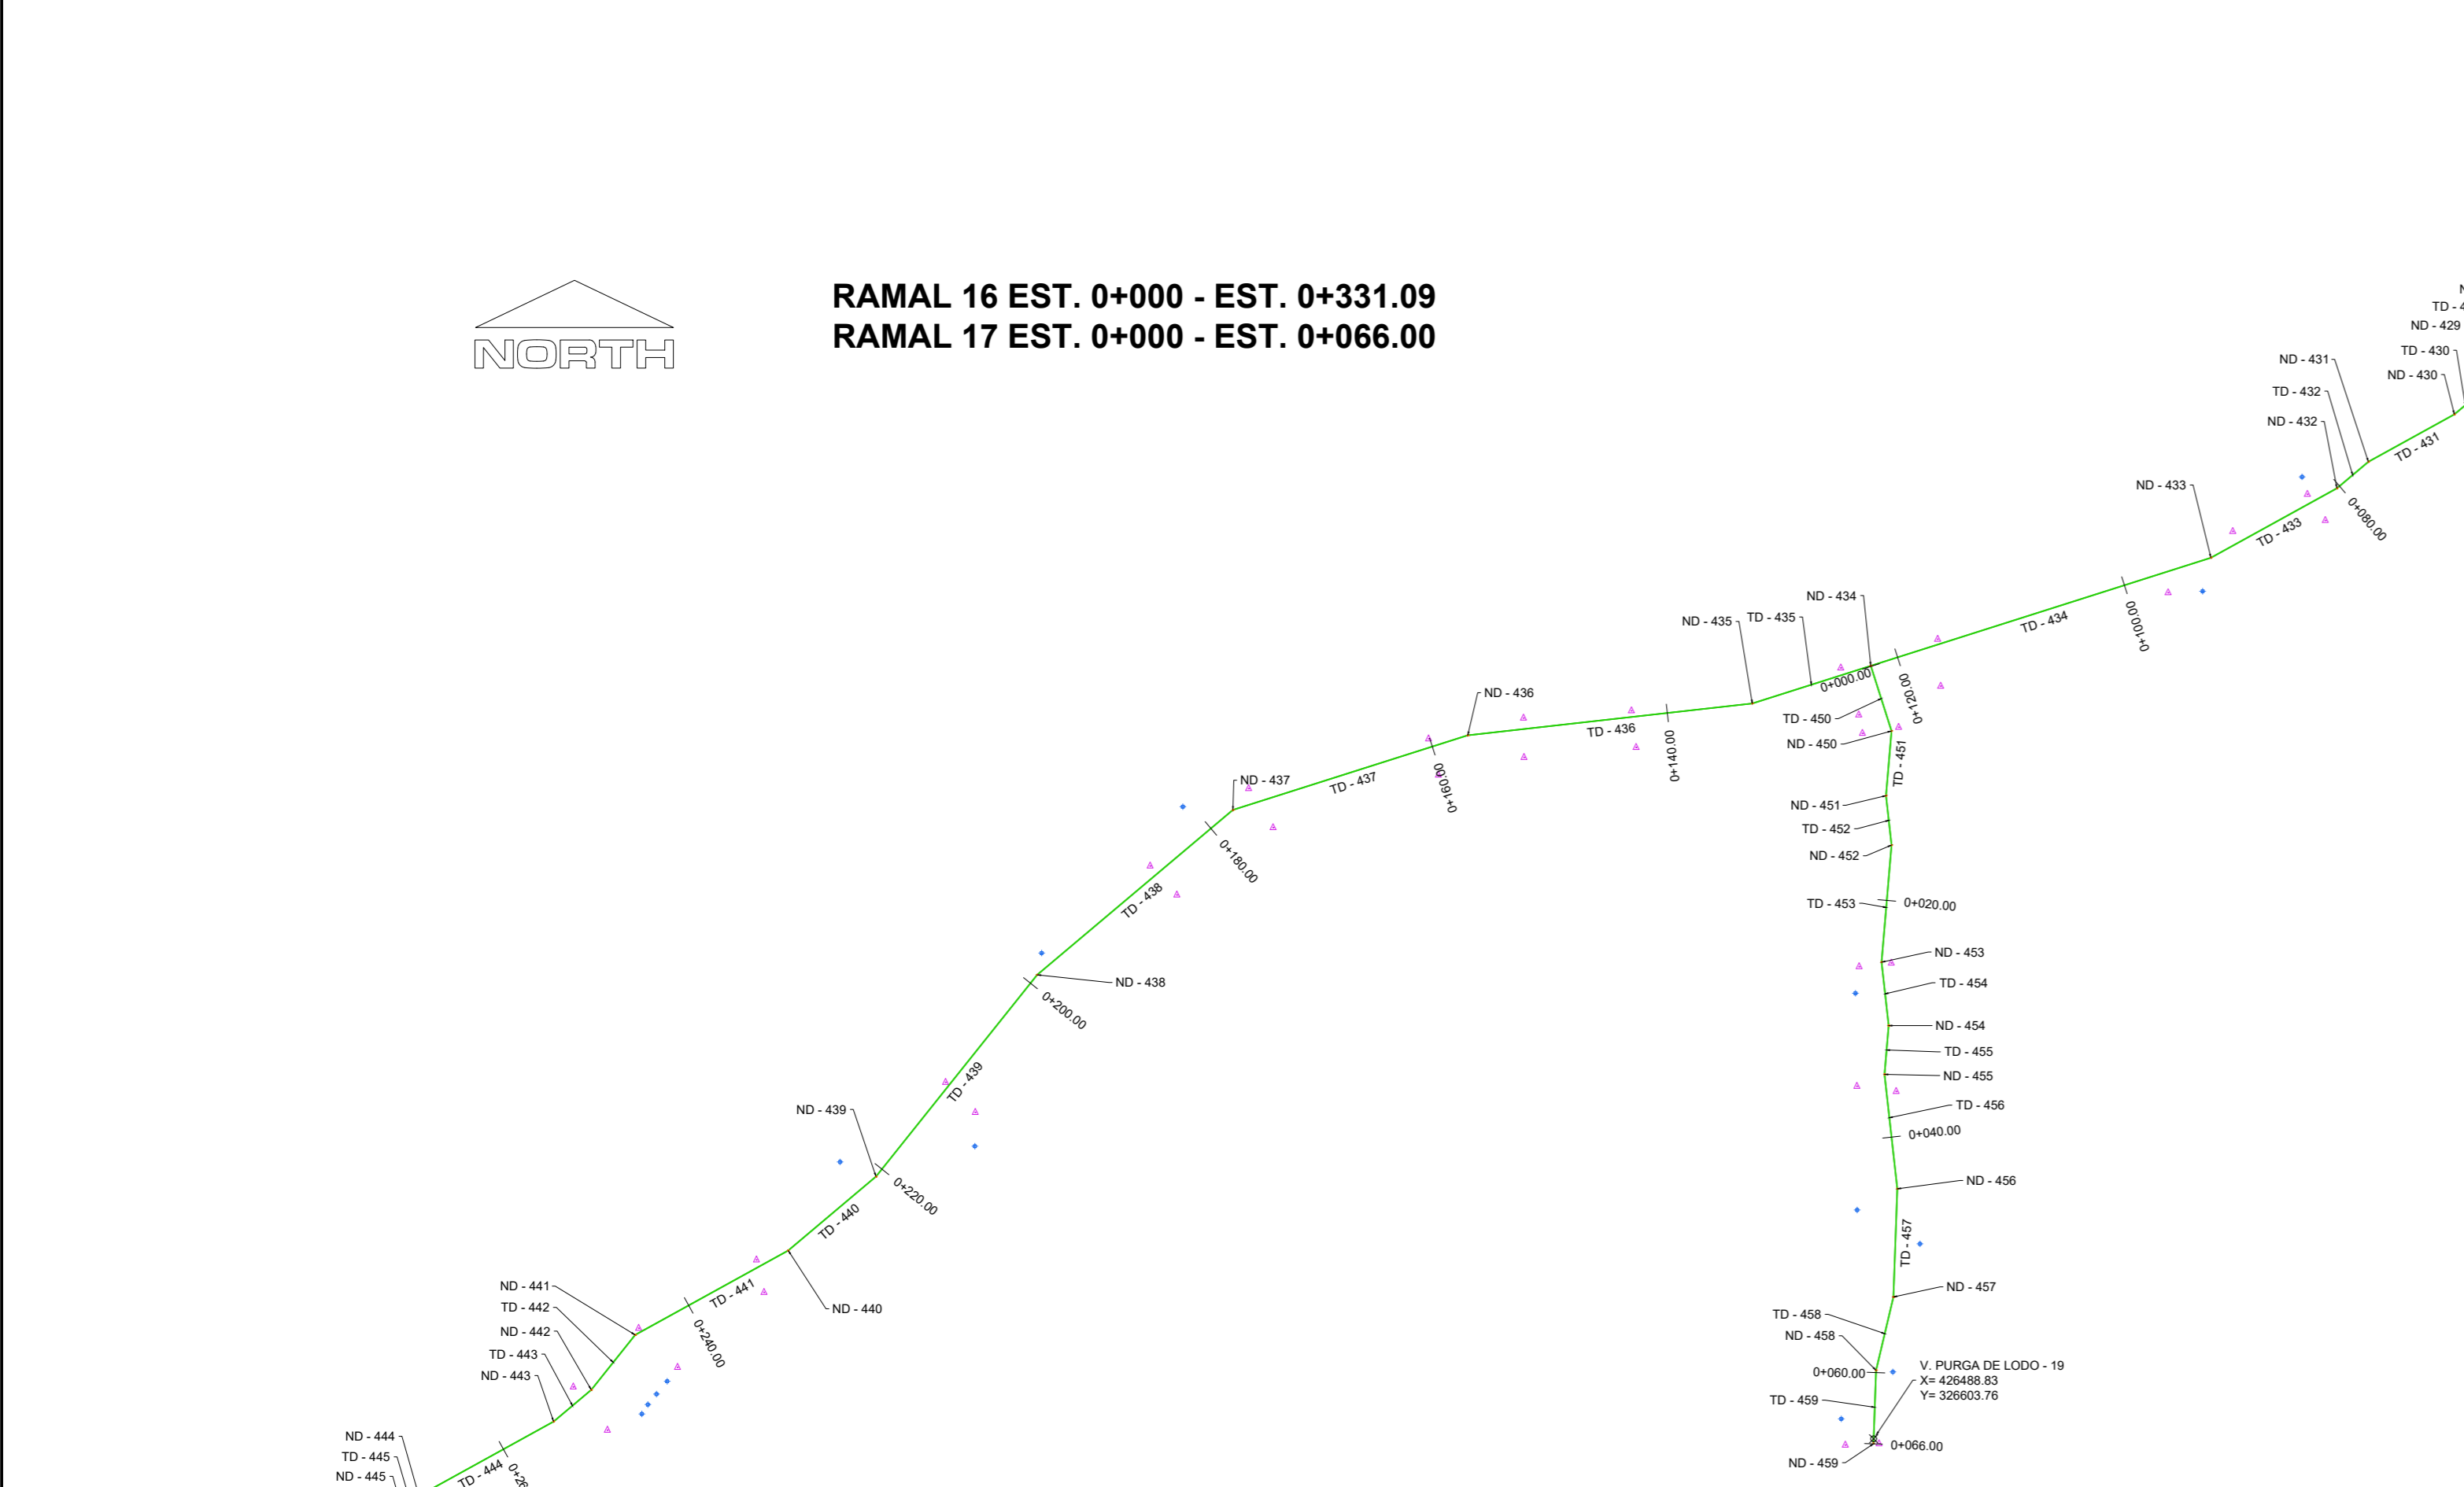 RAMAL 16 EST. 0+000 - EST. 0+331.09
RAMAL 17 EST. 0+000 - EST. 0+066.00
NORTH
ND - 429
TD - 430
ND - 430
ND - 431
TD - 432
ND - 432
TD - 431
0+080.00
TD - 433
ND - 433
0+100.00
TD - 434
ND - 434
TD - 435
ND - 435
0+000.00
0+120.00
TD - 450
ND - 450
TD - 451
ND - 436
TD - 436
0+140.00
0+160.00
TD - 437
ND - 437
0+180.00
TD - 438
ND - 438
0+200.00
TD - 439
ND - 439
0+220.00
TD - 440
ND - 440
TD - 441
0+240.00
ND - 441
TD - 442
ND - 442
TD - 443
ND - 443
ND - 444
TD - 445
ND - 445
TD - 444
ND - 451
TD - 452
ND - 452
TD - 453
0+020.00
ND - 453
TD - 454
ND - 454
TD - 455
ND - 455
TD - 456
0+040.00
ND - 456
TD - 457
ND - 457
TD - 458
ND - 458
0+060.00
V. PURGA DE LODO - 19
X= 426488.83
Y= 326603.76
TD - 459
0+066.00
ND - 459